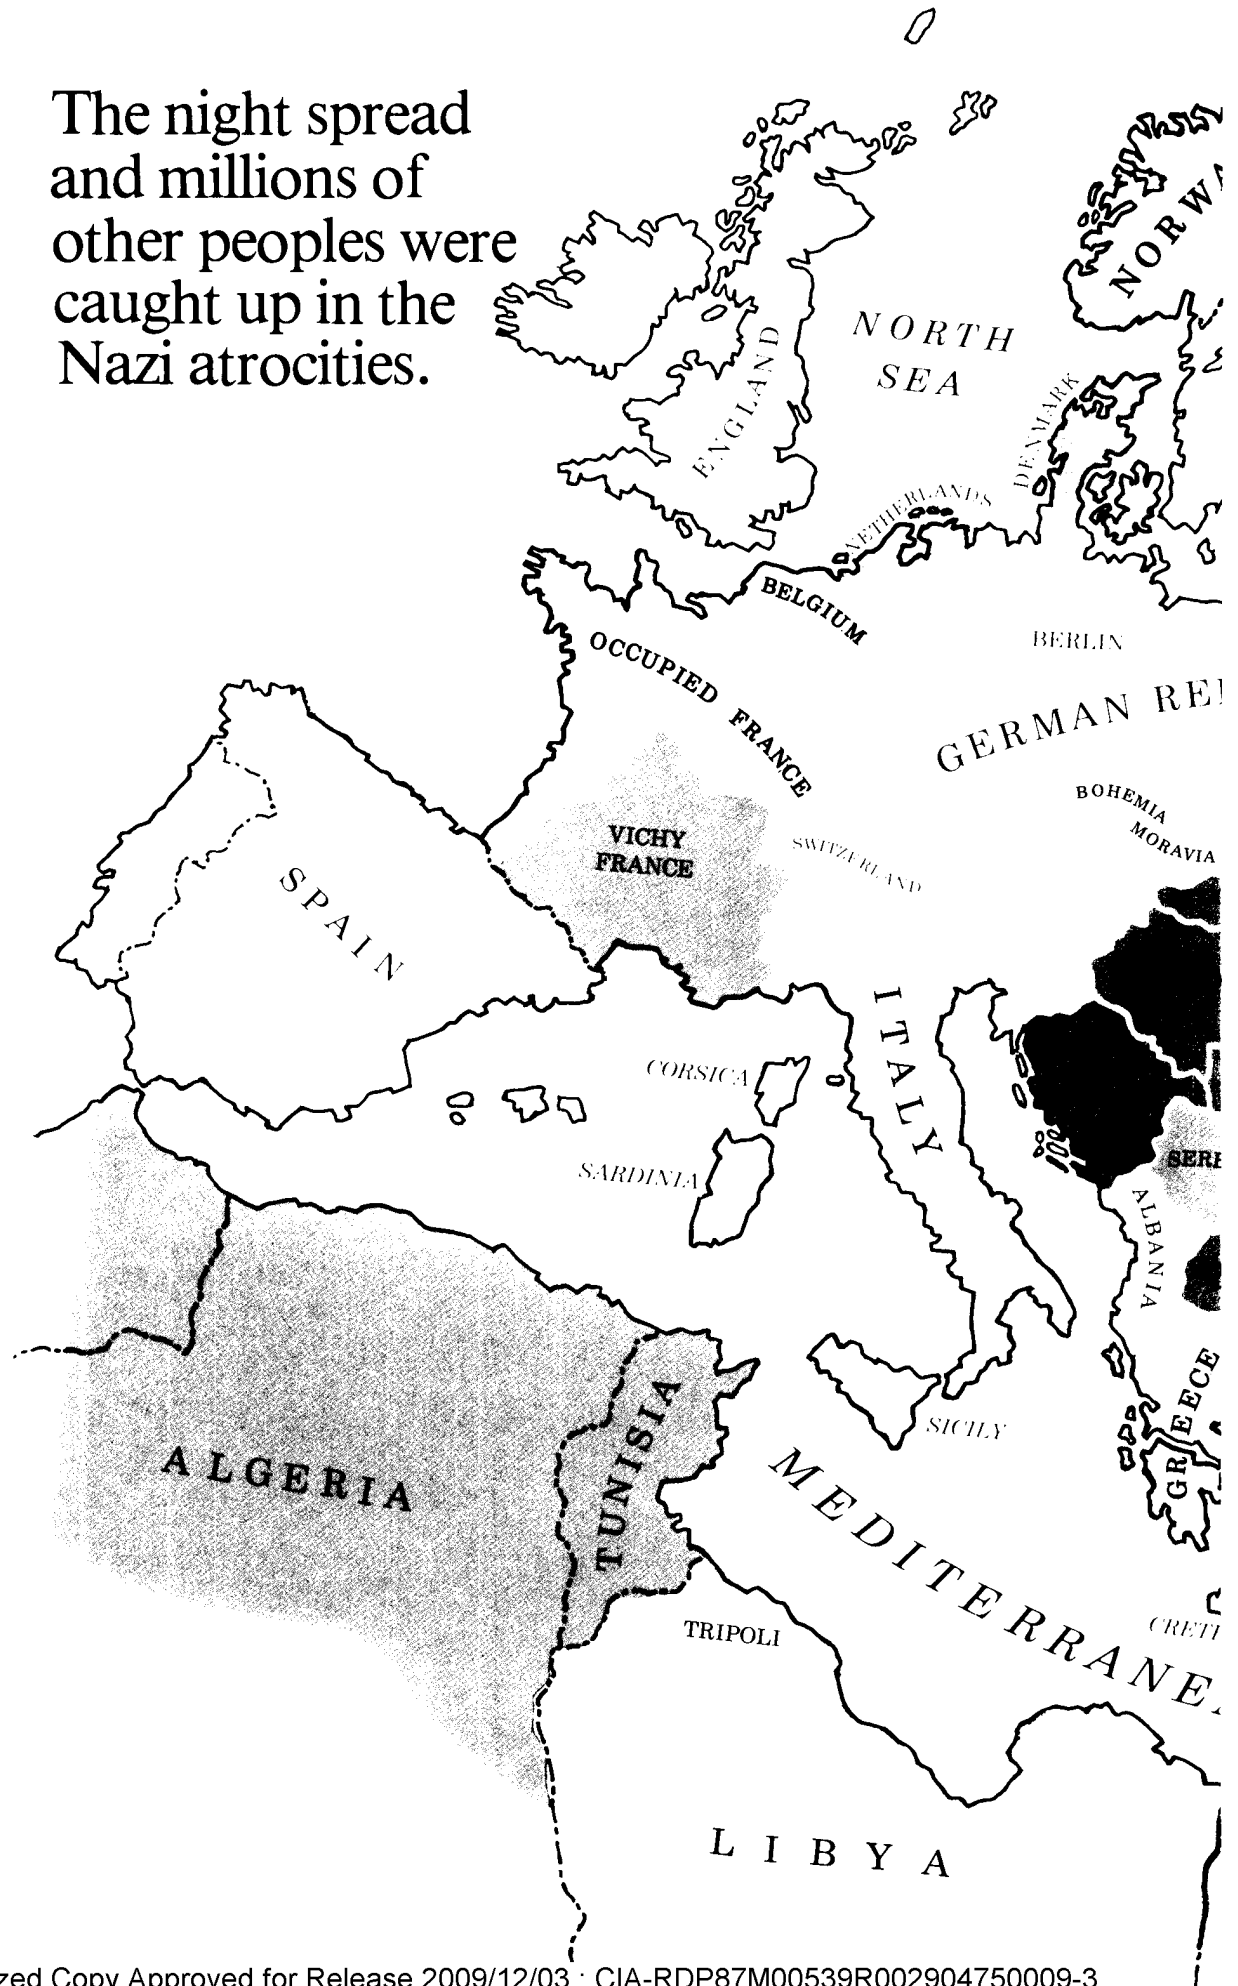 The night spread
and millions of
other peoples were
caught up in the
Nazi atrocities.
NORWA
NORTH
SEA
ENGLAND
DENMARK
NETHERLANDS
BELGIUM
BERLIN
OCCUPIED FRANCE
GERMAN REI
BOHEMIA
MORAVIA
VICHY
FRANCE
SWITZERLAND
SPAIN
ITALY
CORSICA
SARDINIA
SERB
ALBANIA
GREECE
SICILY
ALGERIA
TUNISIA
MEDITERRANEA
TRIPOLI
CRETE
LIBYA
zed Copy Approved for Release 2009/12/03 : CIA-RDP87M00539R002904750009-3